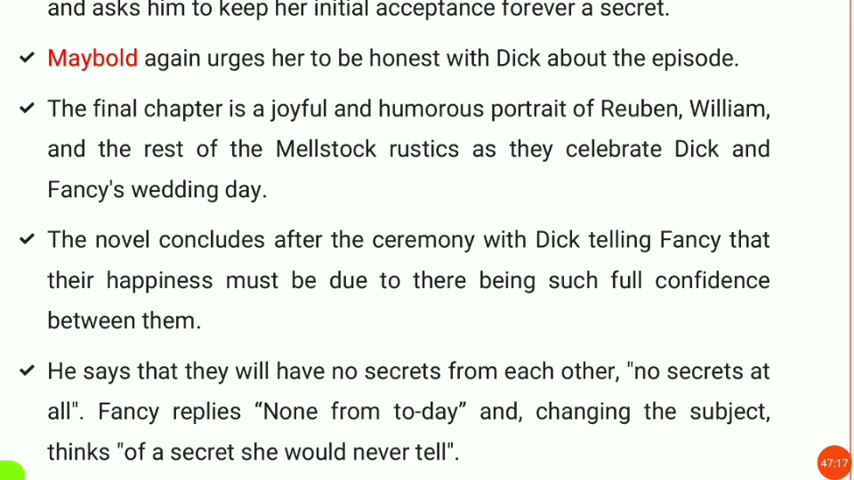 and asks him to keep her initial acceptance forever a secret.
✓ Maybold again urges her to be honest with Dick about the episode.
✓ The final chapter is a joyful and humorous portrait of Reuben, William,
and the rest of the Mellstock rustics as they celebrate Dick and
Fancy's wedding day.
✓ The novel concludes after the ceremony with Dick telling Fancy that
their happiness must be due to there being such full confidence
between them.
✓ He says that they will have no secrets from each other, "no secrets at
all". Fancy replies “None from to-day” and, changing the subject,
thinks "of a secret she would never tell".
47:17